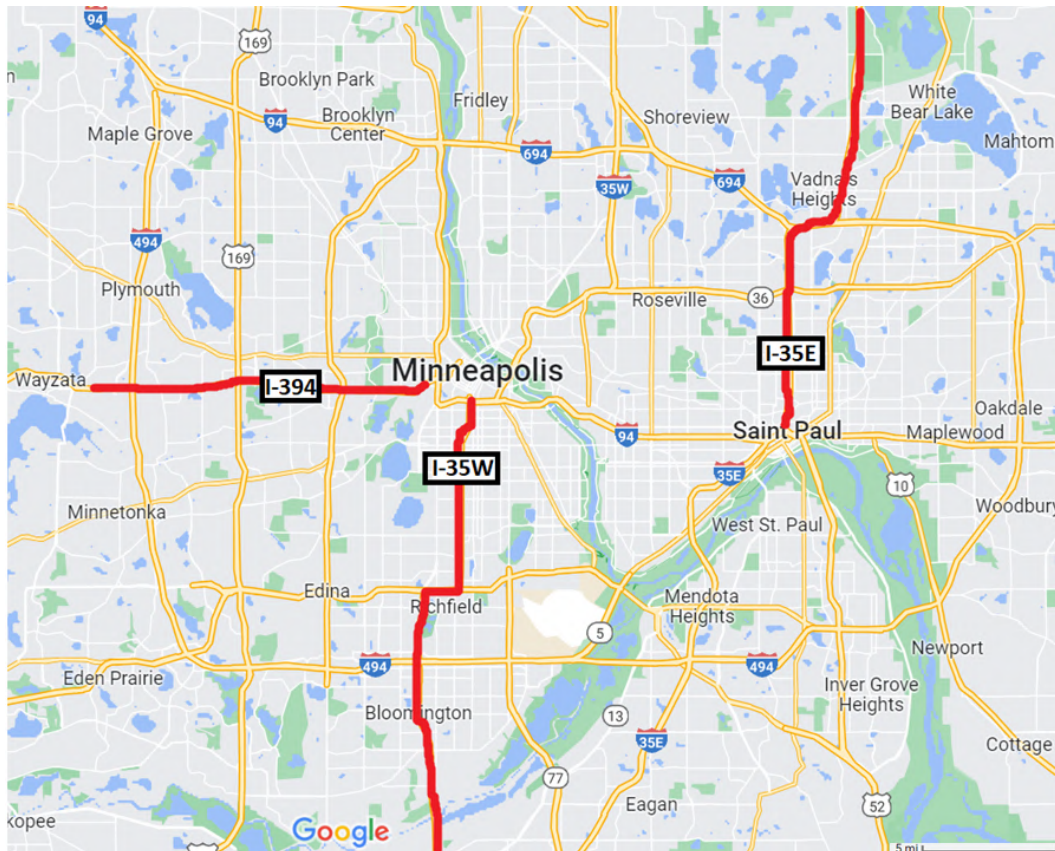 94
169
Brooklyn Park
Fridley
White
Bear Lake
Maple Grove
94
Brooklyn
Center
Shoreview
Mahtom
694
35W
694
Vadnais
Heights
494
169
Plymouth
Roseville
36
I-35E
Wayzata
I-394
Minneapolis
Oakdale
94
Saint Paul
Maplewood
I-35W
35E
10
Minnetonka
West St. Paul
Woodbury
Edina
Richfield
Mendota
Heights
5
Newport
494
494
Eden Prairie
Inver Grove
Heights
Bloomington
13
35E
Cottage
77
Eagan
52
kopee
Google
5 mi